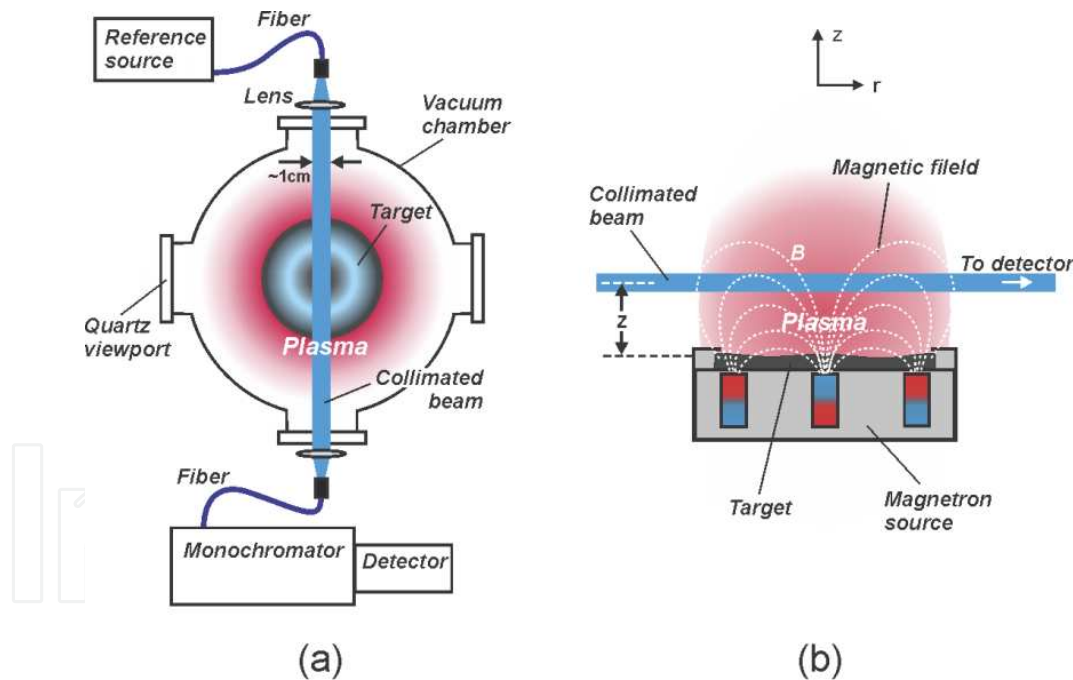 Fiber
Reference
source
Lens
Vacuum
chamber
~1cm
Target
Plasma
Quartz
viewport
Collimated
beam
Fiber
Monochromator
Detector
(a)
z
r
Magnetic fileld
Collimated
beam
B
To detector
z
Plasma
Target
Magnetron
source
(b)